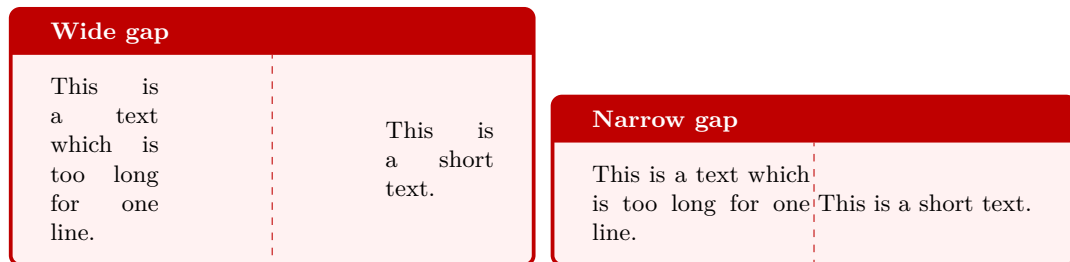 Wide gap
This is
a text
which is
too long
for one
line.
This is
a short
text.
Narrow gap
This is a text which
is too long for one
line.
This is a short text.